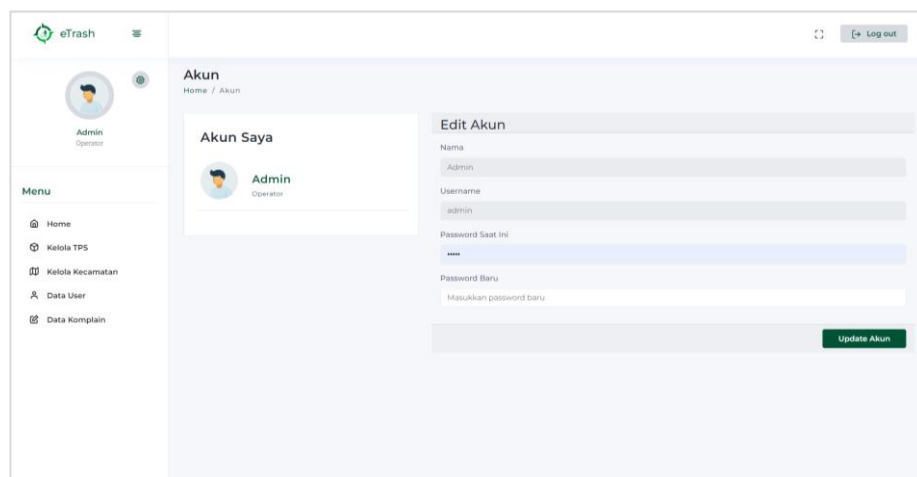 eTrash
Log out
Admin
Operator
Menu
Home
Kelola TPS
Kelola Kecamatan
Data User
Data Komplain
Akun
Home / Akun
Akun Saya
Admin
Operator
Edit Akun
Nama
Admin
Username
admin
Password Saat Ini
•••••
Password Baru
Masukkan password baru
Update Akun